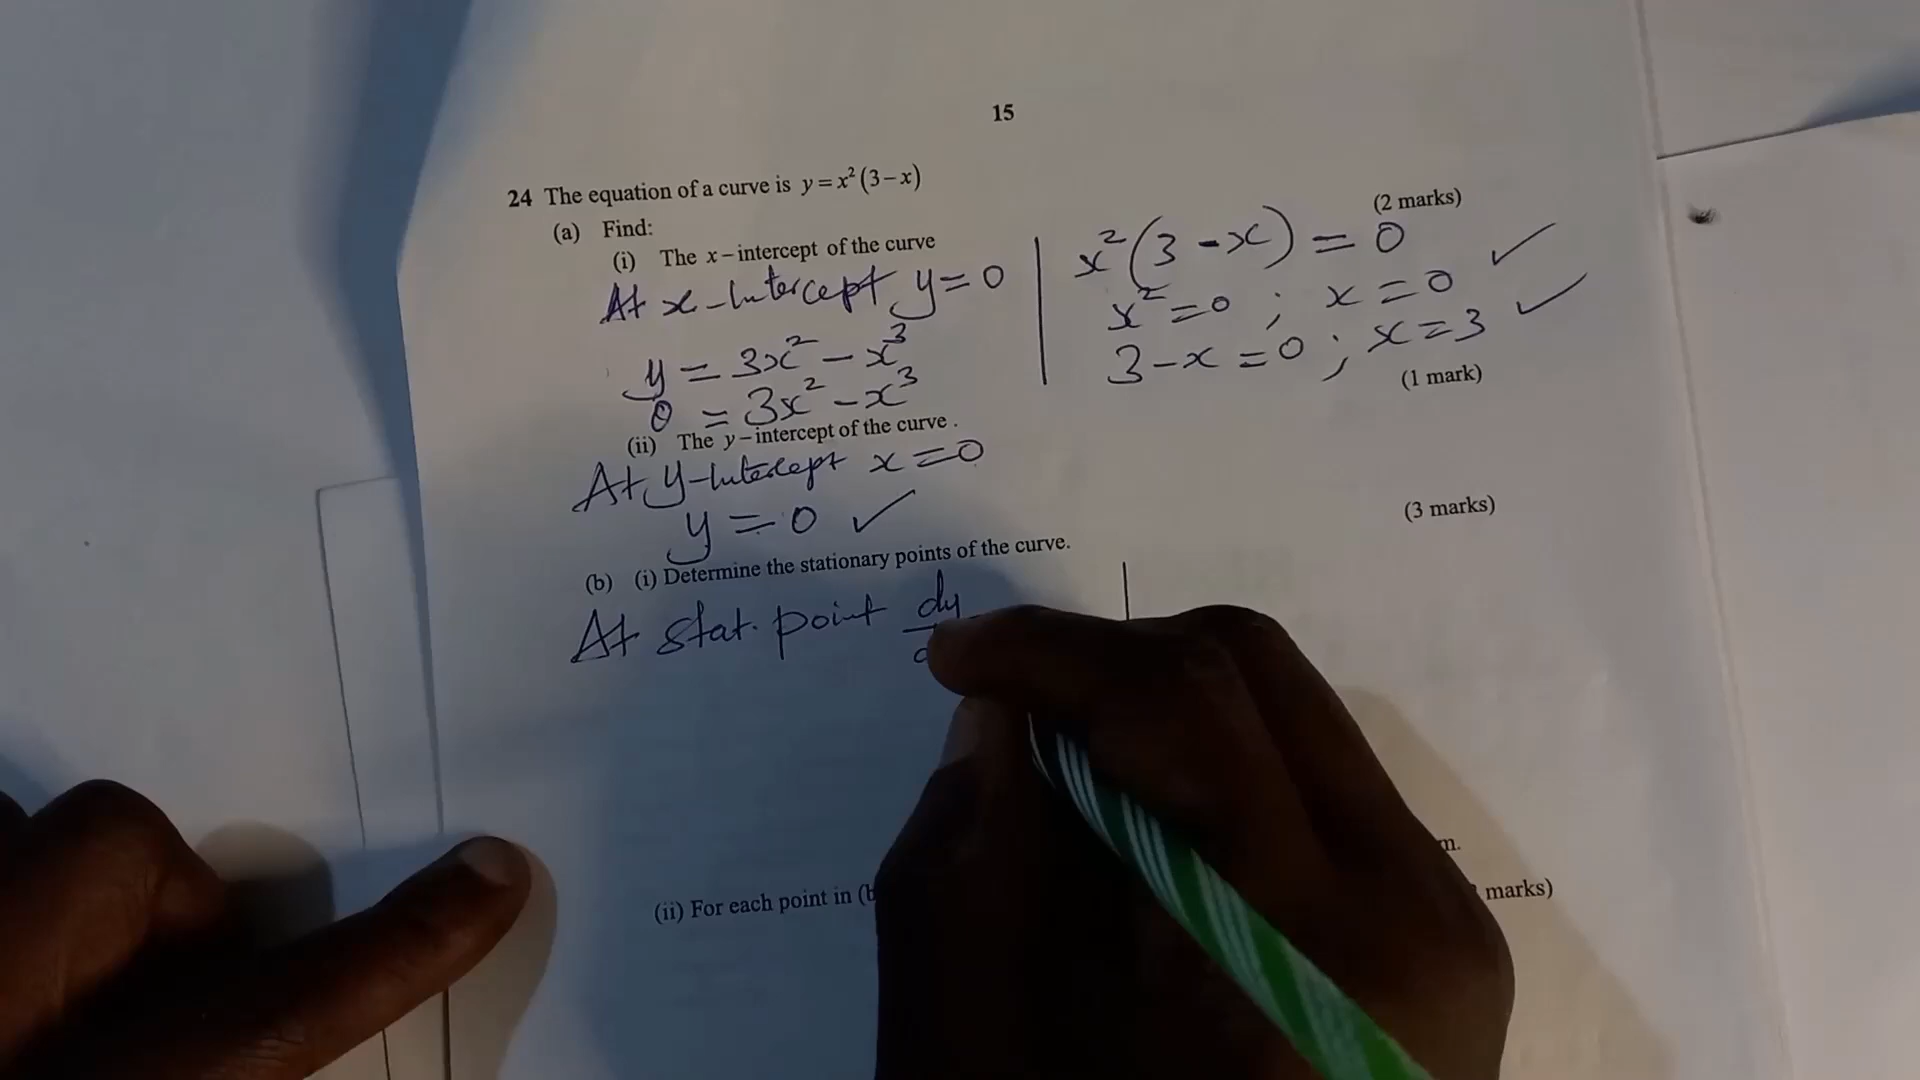 15
24 The equation of a curve is y = x² (3 – x)
(a) Find:
(2 marks)
(i) The x – intercept of the curve
At x-Intercept, y = 0
y = 3x² – x³
0 = 3x² – x³
x² (3 – x) = 0 ✓
x² = 0 ; x = 0 ✓
3 – x = 0 ; x = 3
(1 mark)
(ii) The y – intercept of the curve .
At y-Intercept x = 0
y = 0 ✓
(3 marks)
(b) (i) Determine the stationary points of the curve.
At stat. point dy
(ii) For each point in (b
marks)